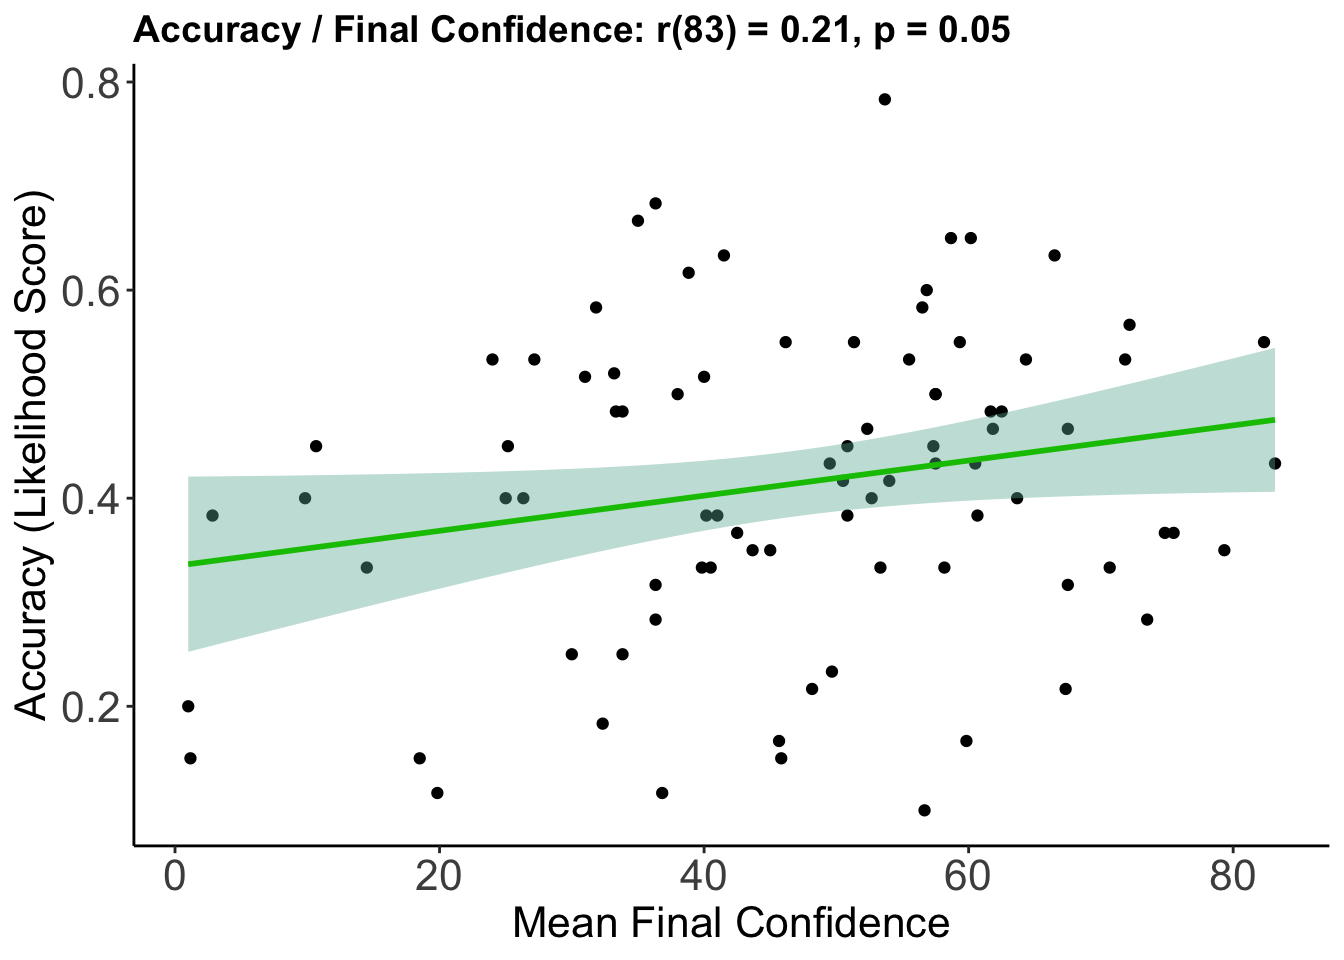 Accuracy / Final Confidence: r(83) = 0.21, p = 0.05
Accuracy (Likelihood Score)
0.8
0.6
0.4
0.2
0 20 40 60 80
Mean Final Confidence